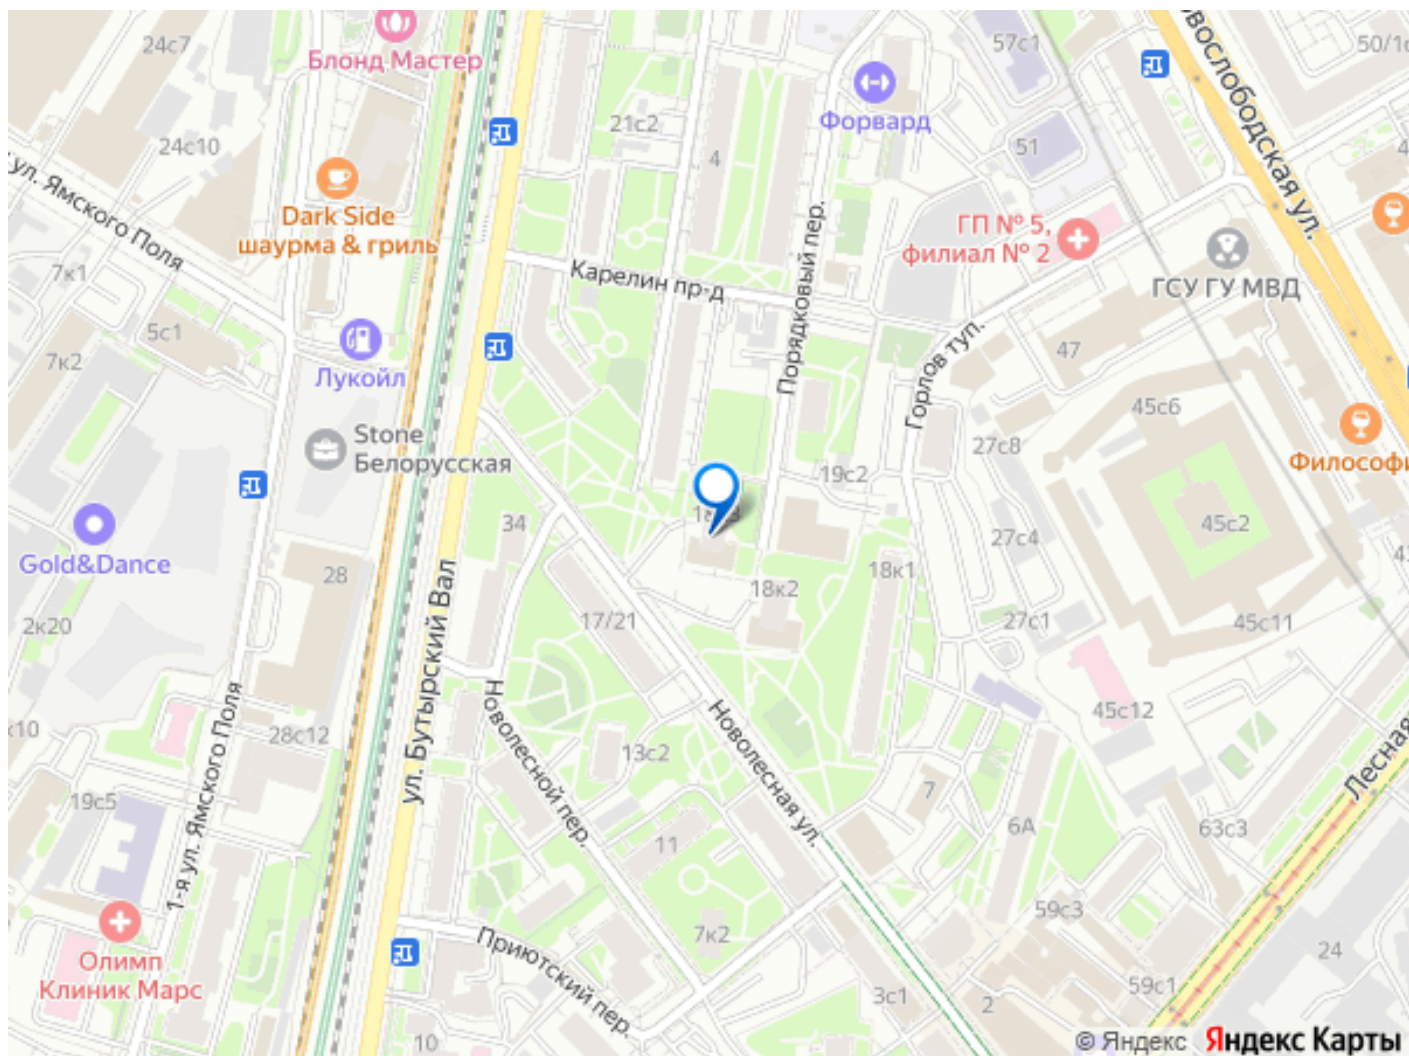 24с7
Блонд Мастер
57с1
50/1с
24с10
21с2
4
Форвард
51
ул. Ямского Поля
Dark Side
шаурма & гриль
ГП № 5,
филиал № 2
ГСУ ГУ МВД
7к1
Карелин пр-д
Порядковый пер.
5с1
7к2
Лукойл
47
Горлов туп.
45с6
Stone
Белорусская
27с8
19с2
Философи
34
45с2
Gold&Dance
27с4
28
18к2
18к1
2к20
17/21
27с1
45с11
ул. Бутырский Вал
Новолесной пер.
Новолесная ул.
45с12
28с12
13с2
Лесная
1-я ул. Ямского Поля
19с5
7
11
6А
63с3
59с3
7к2
Приютский пер.
Олимп
Клиник Марс
24
3с1
2
59с1
10
© Яндекс Яндекс Карты